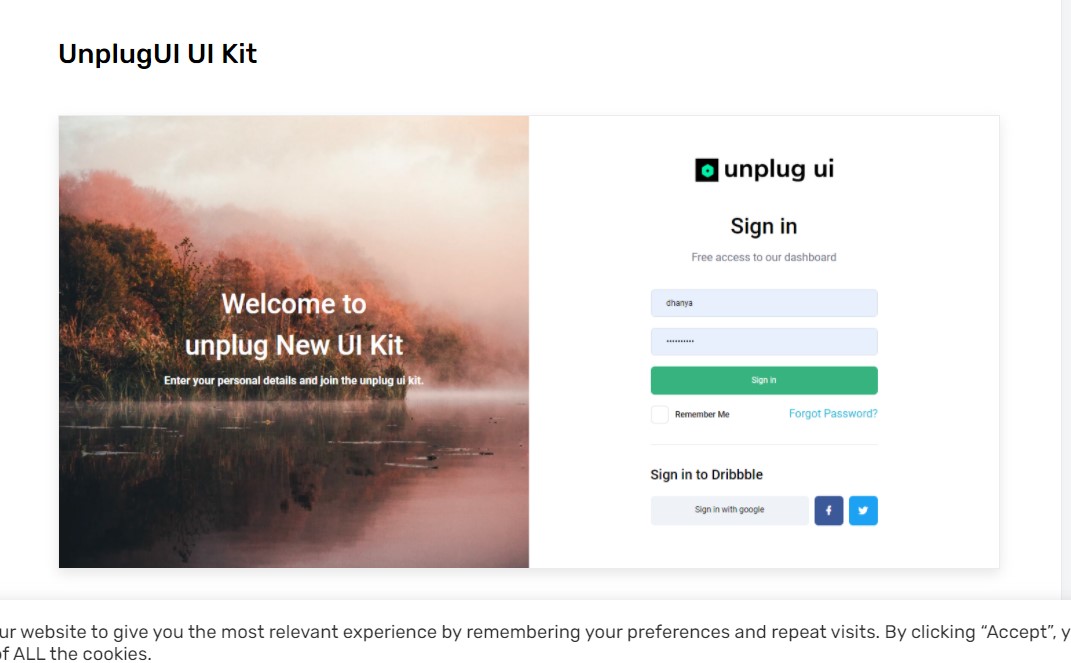 UnplugUI UI Kit
Welcome to
unplug New UI Kit
Enter your personal details and join the unplug ui kit.
unplug ui
Sign in
Free access to our dashboard
dhanya
••••••••••
Sign in
Remember Me
Forgot Password?
Sign in to Dribbble
Sign in with google
ur website to give you the most relevant experience by remembering your preferences and repeat visits. By clicking “Accept”, y
of ALL the cookies.